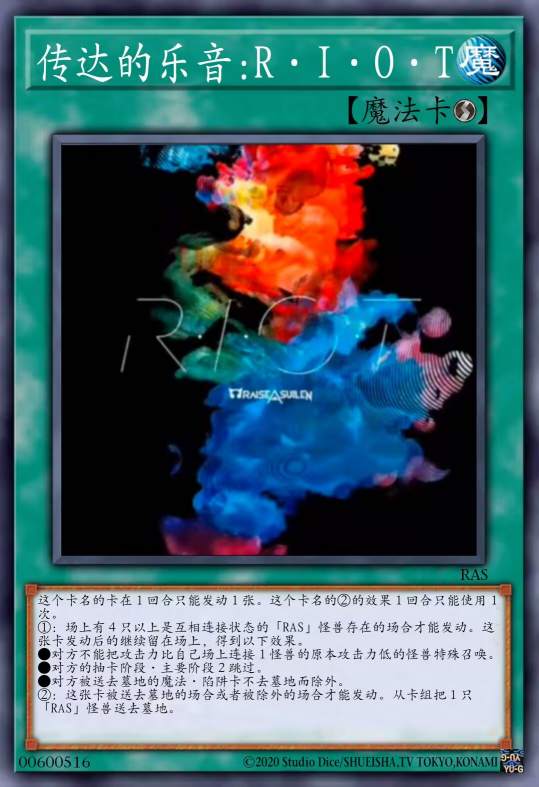 传达的乐音:R·I·O·T
魔
【魔法卡】
R·I·O·T
RAISE A SUILEN
RAS
这个卡名的卡在1回合只能发动1张。这个卡名的②的效果1回合只能使用1
次。
①：场上有4只以上是互相连接状态的「RAS」怪兽存在的场合才能发动。这
张卡发动后的继续留在场上，得到以下效果。
●对方不能把攻击力比自己场上连接1怪兽的原本攻击力低的怪兽特殊召唤。
●对方的抽卡阶段·主要阶段2跳过。
●对方被送去墓地的魔法·陷阱卡不去墓地而除外。
②：这张卡被送去墓地的场合或者被除外的场合才能发动。从卡组把1只
「RAS」怪兽送去墓地。
00600516
©2020 Studio Dice/SHUEISHA,TV TOKYO,KONAMI